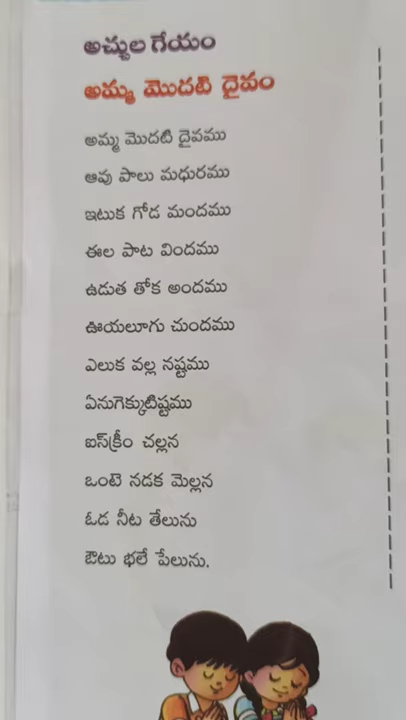 అచ్చుల గేయం
అమ్మ మొదటి దైవం
అమ్మ మొదటి దైవము
ఆవు పాలు మధురము
ఇటుక గోడ మందము
ఈల పాట విందము
ఉడుత తోక అందము
ఊయలూగు చుందము
ఎలుక వల్ల నష్టము
ఏనుగెక్కుటిష్టము
ఐస్‌క్రీం చల్లన
ఒంటె నడక మెల్లన
ఓడ నీట తేలును
ఔటు భలే పేలును.